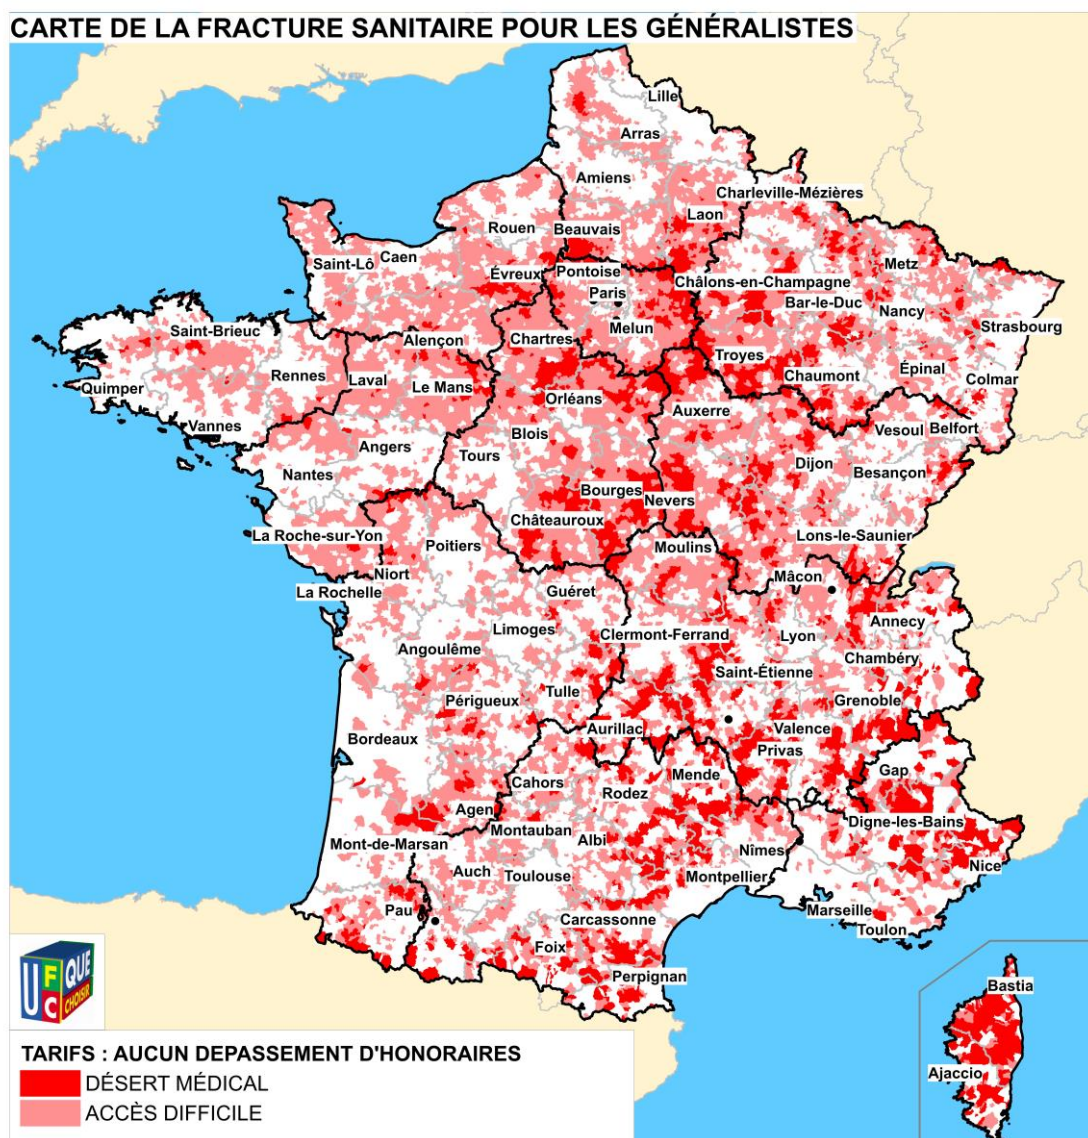 CARTE DE LA FRACTURE SANITAIRE POUR LES GÉNÉRALISTES
Lille
Arras
Amiens
Charleville-Mézières
Laon
Rouen
Beauvais
Caen
Saint-Lô
Metz
Évreux
Pontoise
Châlons-en-Champagne
Paris
Bar-le-Duc
Nancy
Strasbourg
Saint-Brieuc
Melun
Alençon
Chartres
Troyes
Épinal
Quimper
Rennes
Laval
Le Mans
Chaumont
Colmar
Orléans
Auxerre
Vannes
Vesoul
Belfort
Blois
Angers
Tours
Dijon
Besançon
Nantes
Bourges
Nevers
Châteauroux
La Roche-sur-Yon
Lons-le-Saunier
Poitiers
Moulins
Niort
Mâcon
La Rochelle
Guéret
Annecy
Limoges
Clermont-Ferrand
Lyon
Angoulême
Chambéry
Saint-Étienne
Périgueux
Tulle
Grenoble
Aurillac
Valence
Bordeaux
Privas
Gap
Mende
Cahors
Rodez
Agen
Digne-les-Bains
Montauban
Mont-de-Marsan
Albi
Nîmes
Nice
Auch
Toulouse
Montpellier
Pau
Marseille
Carcassonne
Toulon
Foix
Perpignan
Bastia
Ajaccio
UFC QUE CHOISIR
TARIFS : AUCUN DEPASSEMENT D'HONORAIRES
DÉSERT MÉDICAL
ACCÈS DIFFICILE